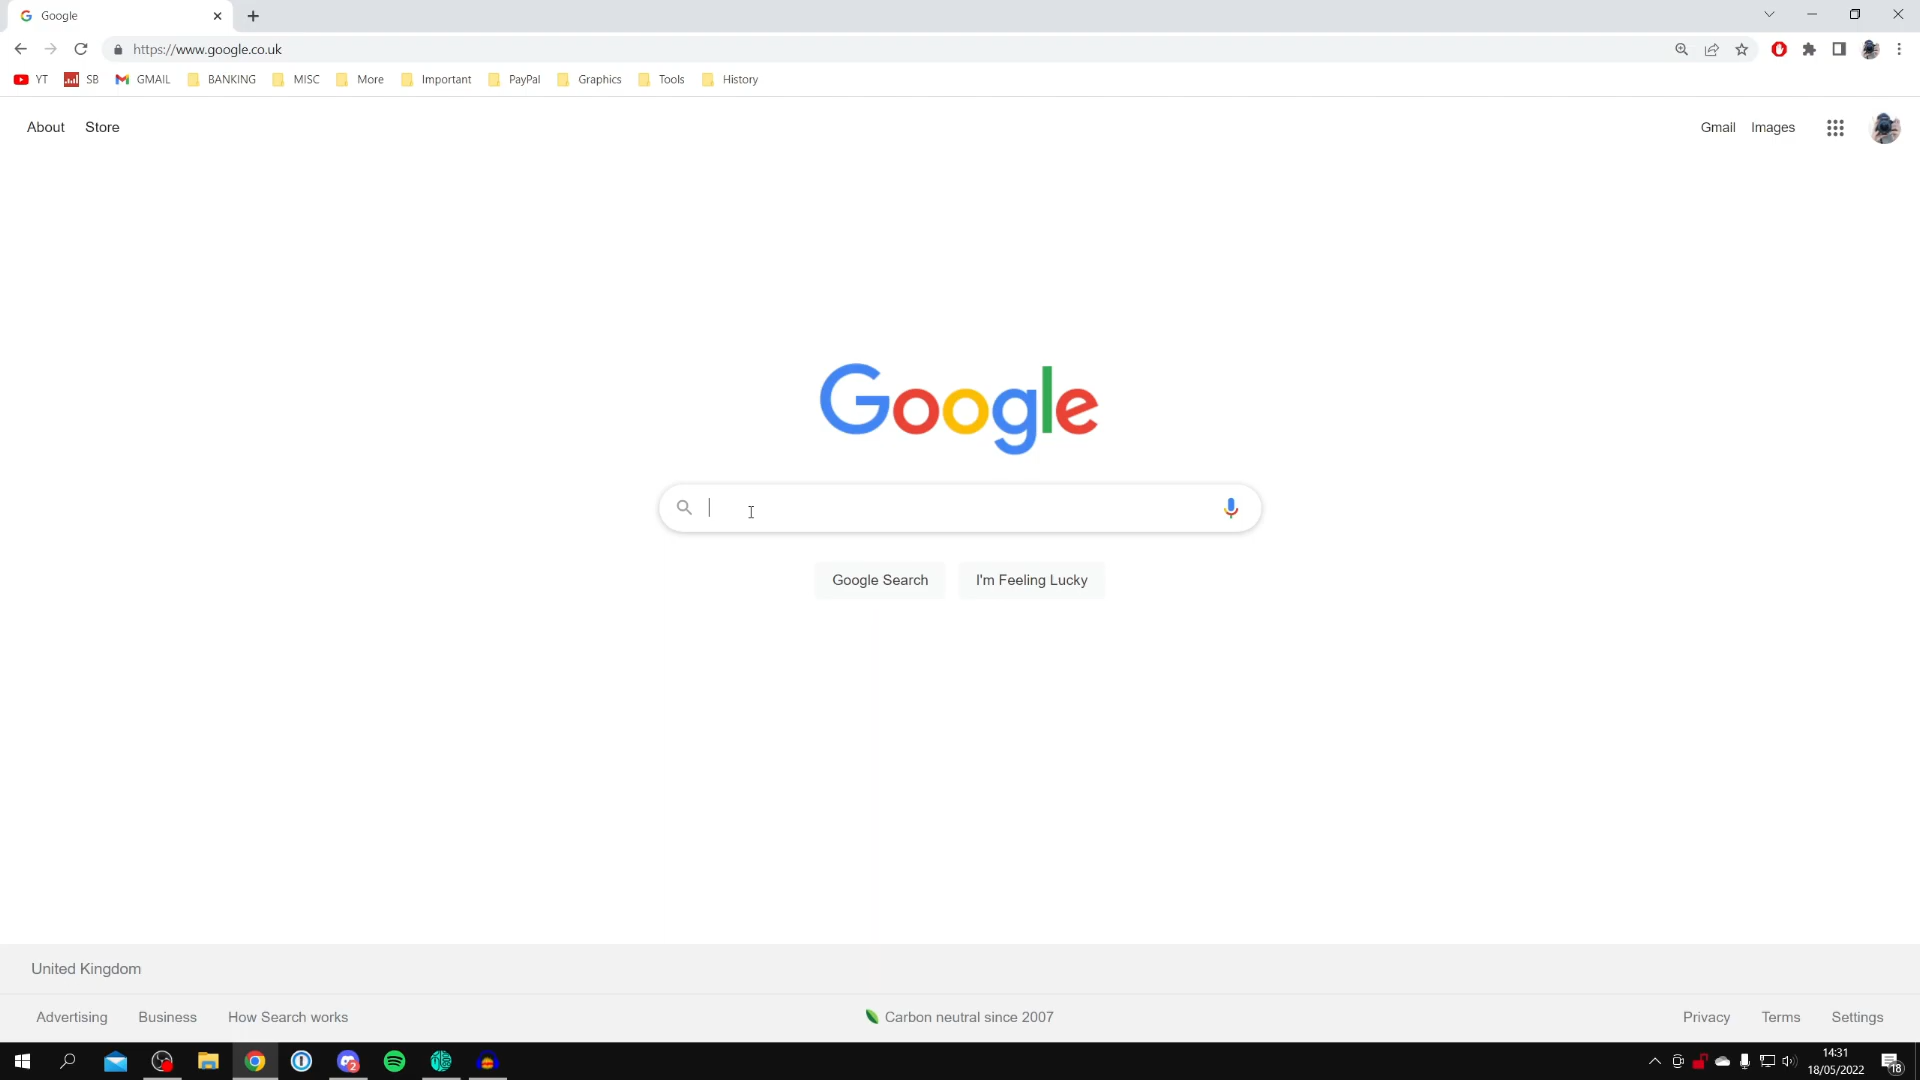 Google
https://www.google.co.uk
YT SB GMAIL BANKING MISC More Important PayPal Graphics Tools History
About Store Gmail Images
Google
Google Search I'm Feeling Lucky
United Kingdom
Advertising Business How Search works Carbon neutral since 2007 Privacy Terms Settings
2
14:31
18/05/2022
18